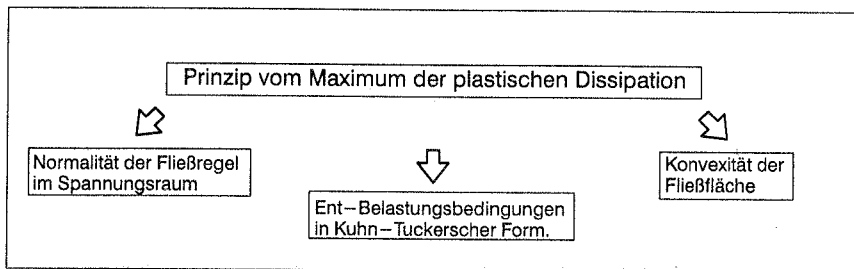 Prinzip vom Maximum der plastischen Dissipation
Normalität der Fließregel
im Spannungsraum
Ent–Belastungsbedingungen
in Kuhn–Tuckerscher Form.
Konvexität der
Fließfläche